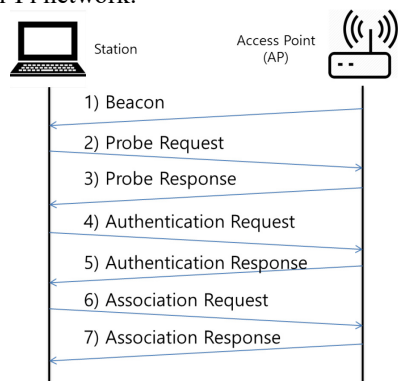 network.
Station
Access Point
(AP)
1) Beacon
2) Probe Request
3) Probe Response
4) Authentication Request
5) Authentication Response
6) Association Request
7) Association Response